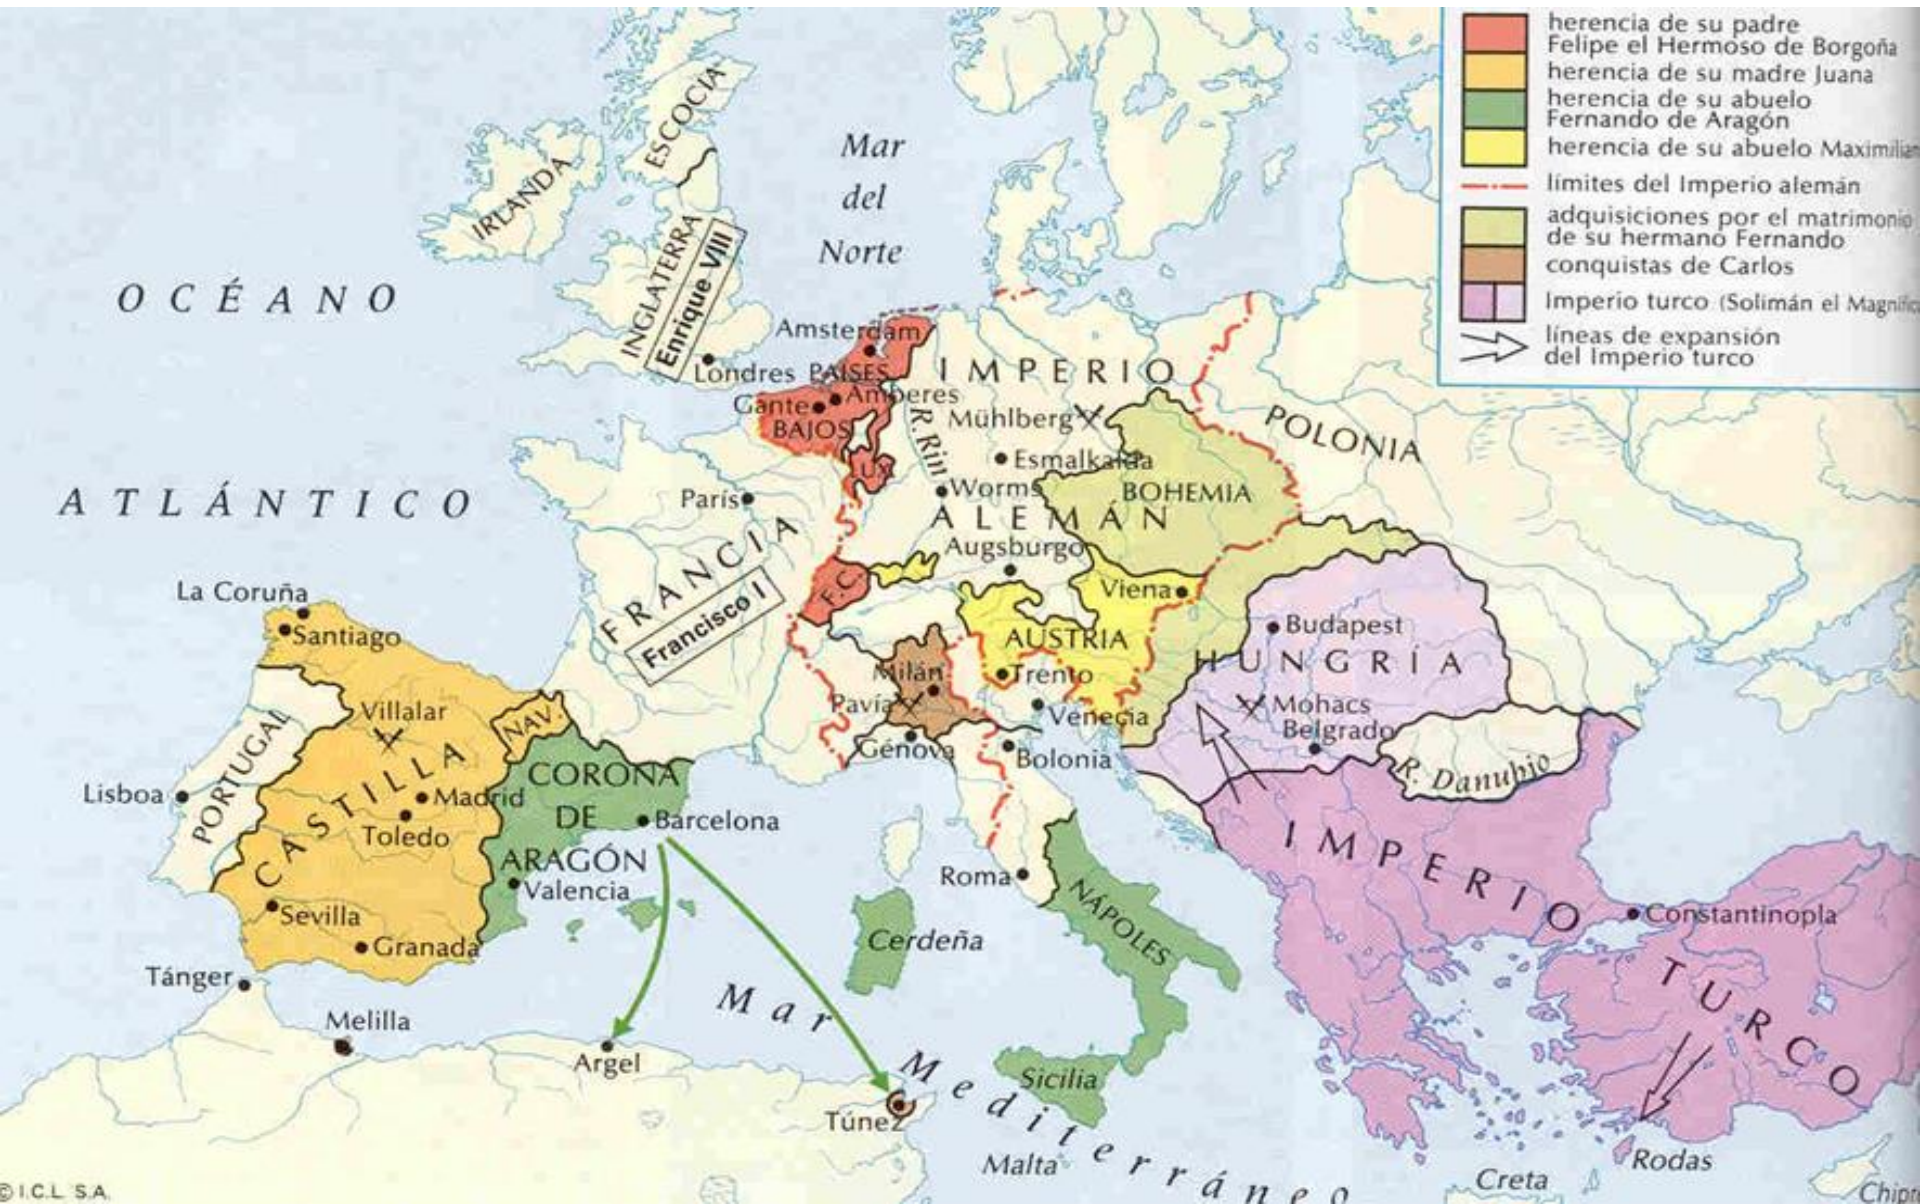 herencia de su padre
Felipe el Hermoso de Borgoña
herencia de su madre Juana
herencia de su abuelo
Fernando de Aragón
herencia de su abuelo
límites del Imperio alemán
adquisiciones por el matrimonio
de su hermano Fernando
conquistas de Carlos
Imperio turco (Solimán el
líneas de expansión
del Imperio turco
ESCOCIA
IRLANDA
INGLATERRA
Enrique VIII
Mar
del
Norte
OCÉANO
ATLÁNTICO
Amsterdam
Londres
PAISES
BAJOS
Gante
Amberes
IMPERIO
ALEMÁN
R. Rin
Mühlberg
Esmalkalda
Worms
Augsburgo
POLONIA
BOHEMIA
París
FRANCIA
Francisco I
F.C.
Viena
AUSTRIA
Trento
Venecia
Milán
Pavía
Génova
Bolonia
Budapest
HUNGRÍA
Mohacs
Belgrado
R. Danubio
La Coruña
Santiago
Villalar
NAV.
PORTUGAL
Lisboa
CASTILLA
Madrid
Toledo
Sevilla
Granada
CORONA
DE
ARAGÓN
Barcelona
Valencia
Roma
NÁPOLES
Cerdeña
Sicilia
IMPERIO
TURCO
Constantinopla
Tánger
Melilla
Argel
Túnez
Mar
Mediterráneo
Malta
Creta
Rodas
© I.C.L. S.A.